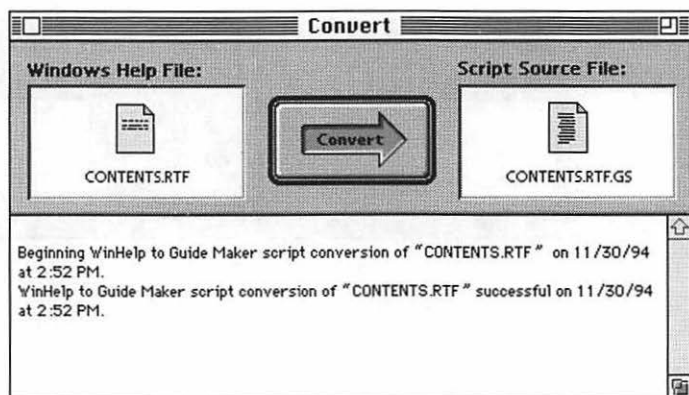 Convert
Windows Help File:
Script Source File:
Convert
CONTENTS.RTF
CONTENTS.RTF.GS
Beginning WinHelp to Guide Maker script conversion of "CONTENTS.RTF" on 11/30/94
at 2:52 PM.
WinHelp to Guide Maker script conversion of "CONTENTS.RTF" successful on 11/30/94
at 2:52 PM.